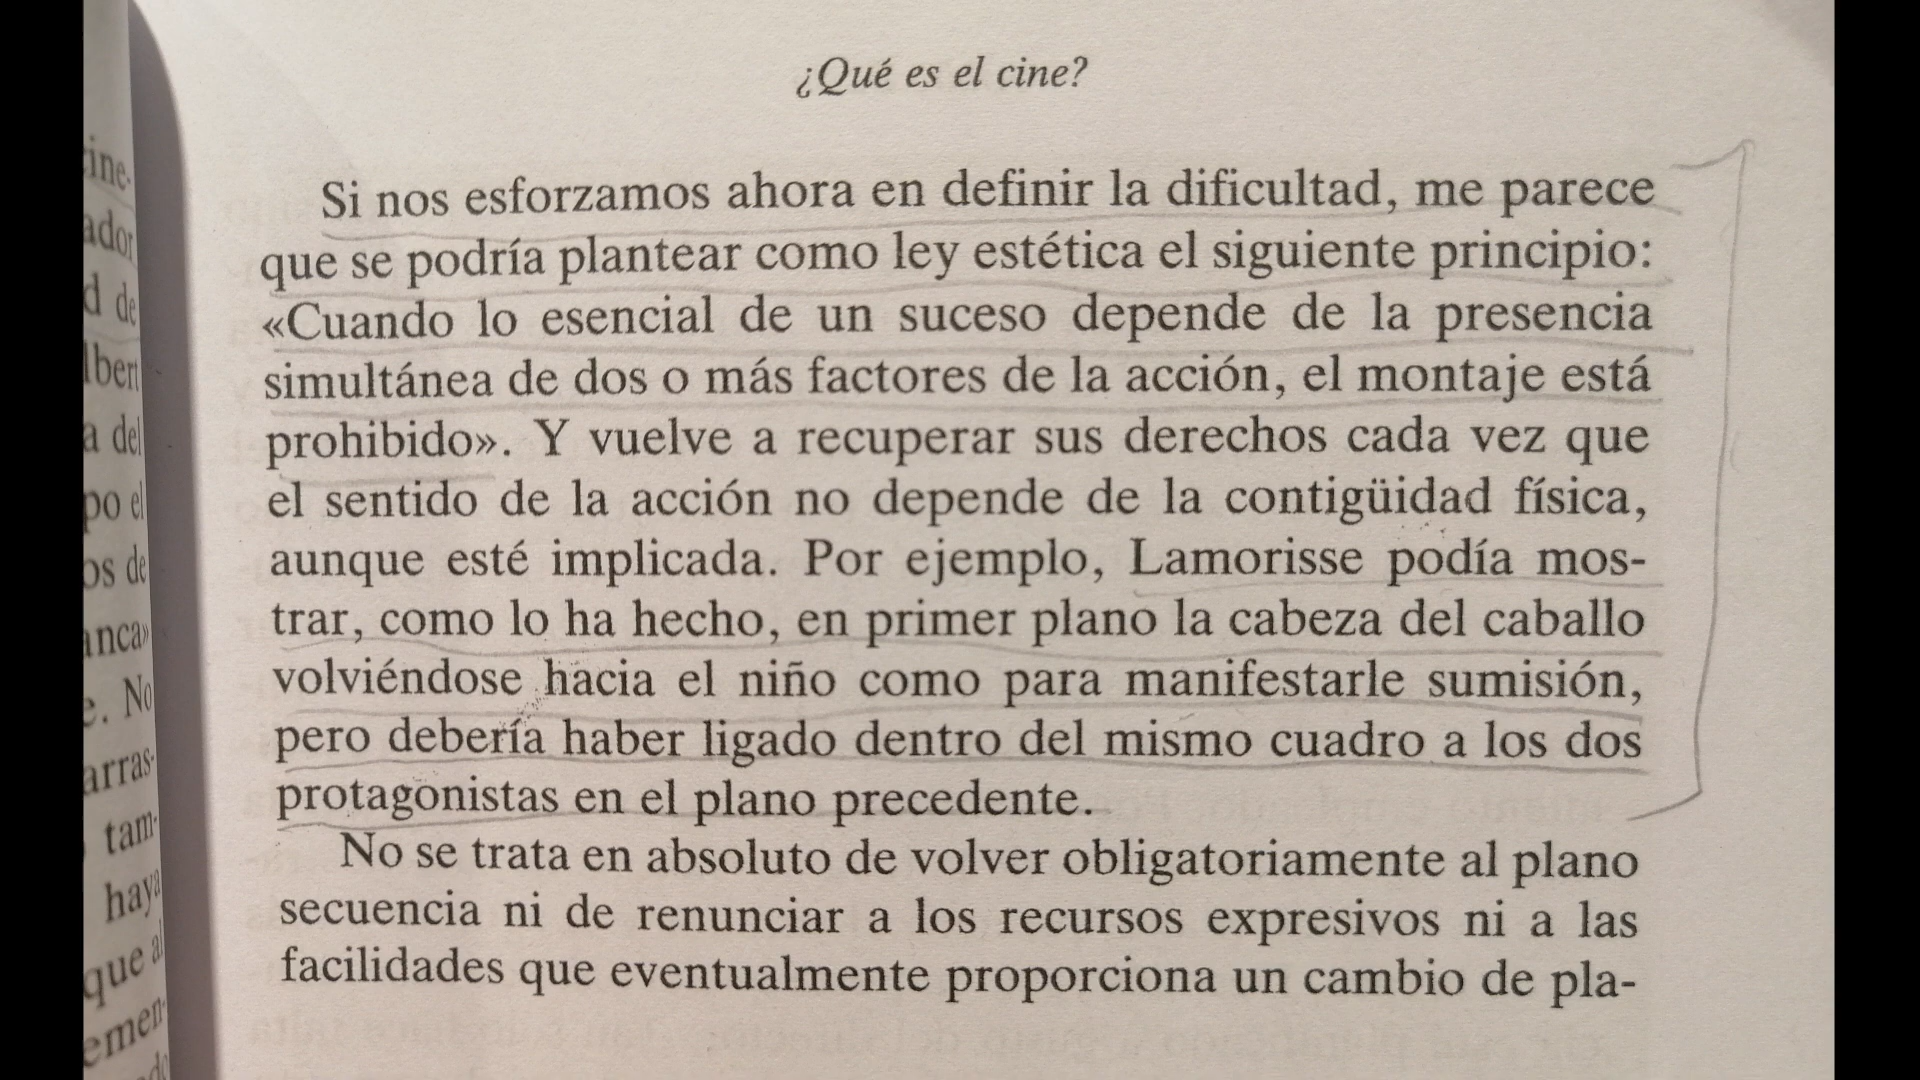 ¿Qué es el cine?
Si nos esforzamos ahora en definir la dificultad, me parece
que se podría plantear como ley estética el siguiente principio:
«Cuando lo esencial de un suceso depende de la presencia
simultánea de dos o más factores de la acción, el montaje está
prohibido». Y vuelve a recuperar sus derechos cada vez que
el sentido de la acción no depende de la contigüidad física,
aunque esté implicada. Por ejemplo, Lamorisse podía mos-
trar, como lo ha hecho, en primer plano la cabeza del caballo
volviéndose hacia el niño como para manifestarle sumisión,
pero debería haber ligado dentro del mismo cuadro a los dos
protagonistas en el plano precedente.
No se trata en absoluto de volver obligatoriamente al plano
secuencia ni de renunciar a los recursos expresivos ni a las
facilidades que eventualmente proporciona un cambio de pla-